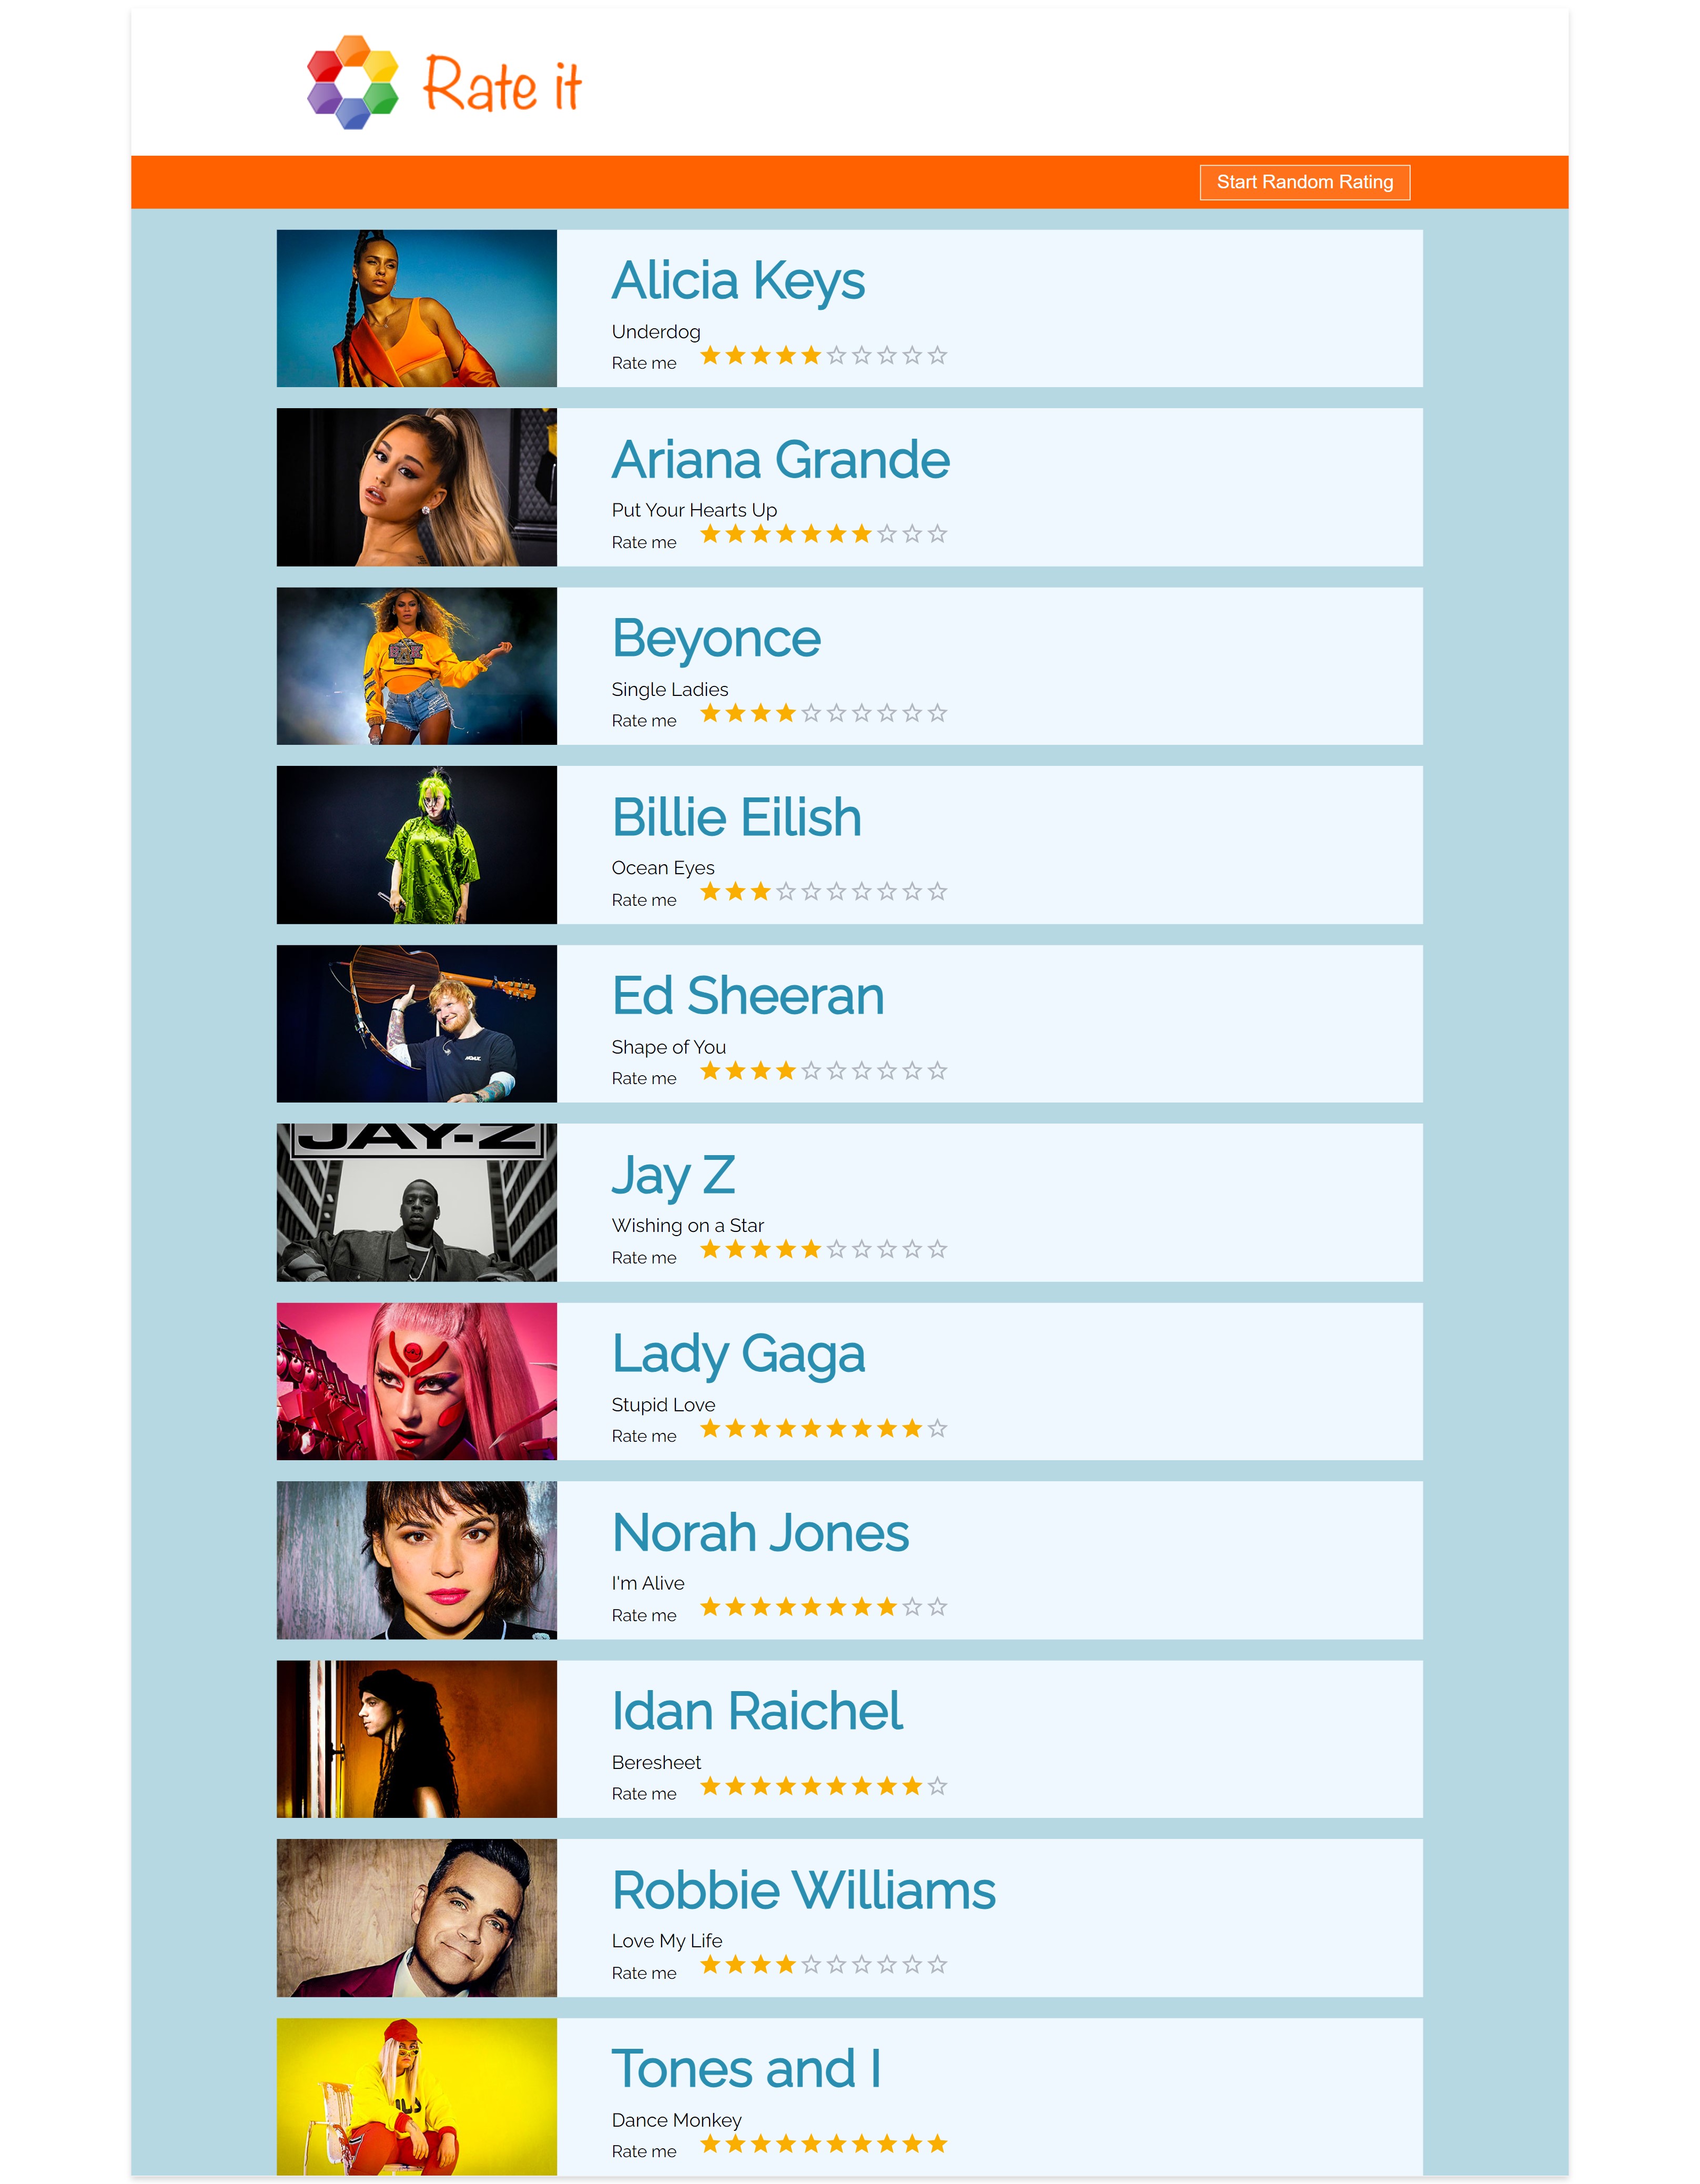 Rate it
Start Random Rating
Alicia Keys
Underdog
Rate me
Ariana Grande
Put Your Hearts Up
Rate me
Beyonce
Single Ladies
Rate me
Billie Eilish
Ocean Eyes
Rate me
Ed Sheeran
Shape of You
Rate me
JAY-Z
Jay Z
Wishing on a Star
Rate me
Lady Gaga
Stupid Love
Rate me
Norah Jones
I'm Alive
Rate me
Idan Raichel
Beresheet
Rate me
Robbie Williams
Love My Life
Rate me
Tones and I
Dance Monkey
Rate me